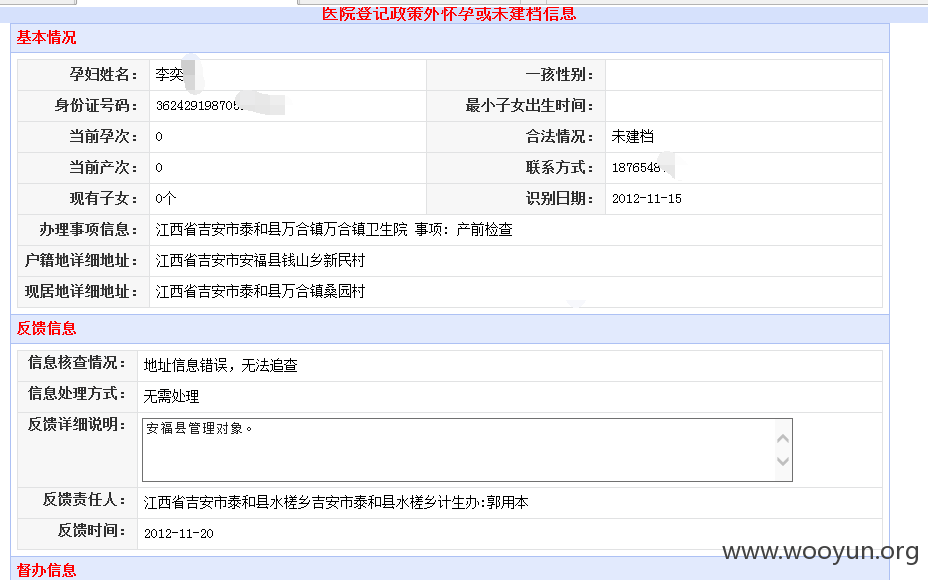 医院登记政策外怀孕或未建档信息
基本情况
孕妇姓名： 李奕 一孩性别：
身份证号码： 36242919870 最小子女出生时间：
当前孕次： 0 合法情况： 未建档
当前产次： 0 联系方式： 1876548
现有子女： 0个 识别日期： 2012-11-15
办理事项信息： 江西省吉安市泰和县万合镇万合镇卫生院 事项: 产前检查
户籍地详细地址： 江西省吉安市安福县钱山乡新民村
现居地详细地址： 江西省吉安市泰和县万合镇桑园村
反馈信息
信息核查情况： 地址信息错误，无法追查
信息处理方式： 无需处理
反馈详细说明： 安福县管理对象。
反馈责任人： 江西省吉安市泰和县水槎乡吉安市泰和县水槎乡计生办:郭用本
反馈时间： 2012-11-20
www.wooyun.org
督办信息